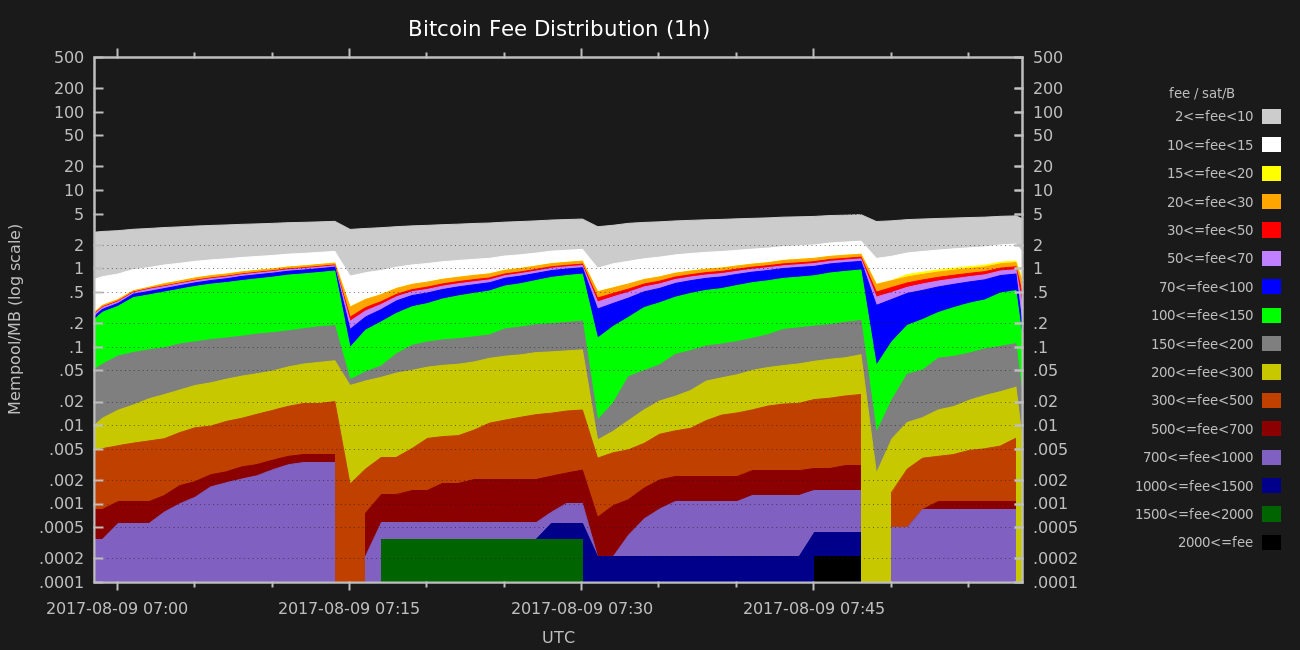 Bitcoin Fee Distribution (1h)
Mempool/MB (log scale)
500
200
100
50
20
10
5
2
1
.5
.2
.1
.05
.02
.01
.005
.002
.001
.0005
.0002
.0001
500
200
100
50
20
10
5
2
1
.5
.2
.1
.05
.02
.01
.005
.002
.001
.0005
.0002
.0001
fee / sat/B
2<=fee<10
10<=fee<15
15<=fee<20
20<=fee<30
30<=fee<50
50<=fee<70
70<=fee<100
100<=fee<150
150<=fee<200
200<=fee<300
300<=fee<500
500<=fee<700
700<=fee<1000
1000<=fee<1500
1500<=fee<2000
2000<=fee
2017-08-09 07:00 2017-08-09 07:15 2017-08-09 07:30 2017-08-09 07:45
UTC